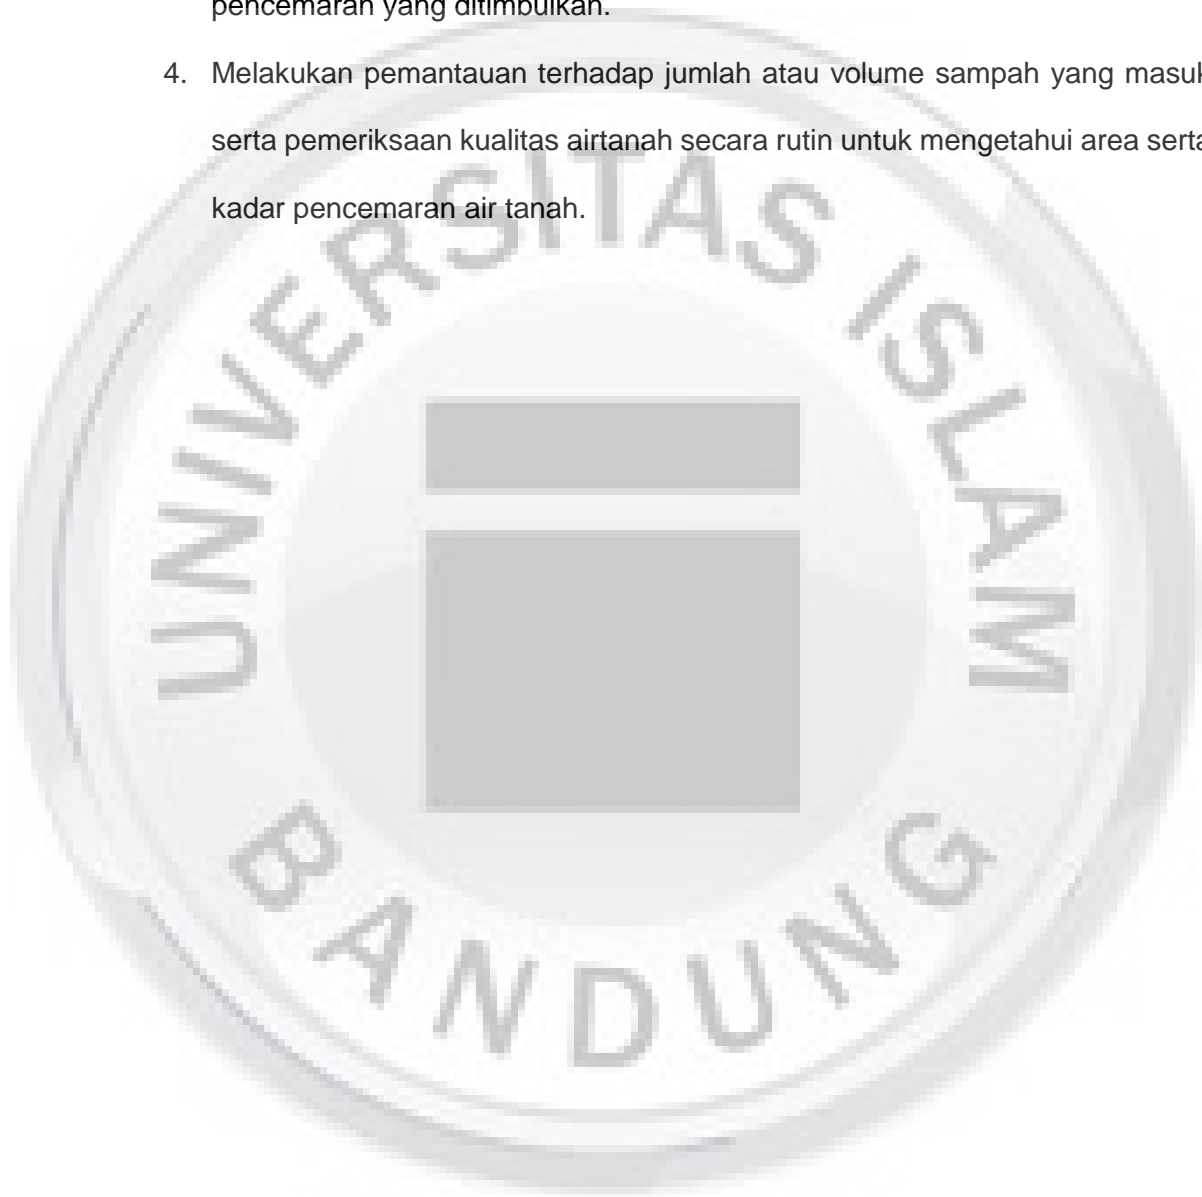 pencemaran yang ditimbulkan.
4. Melakukan pemantauan terhadap jumlah atau volume sampah yang masuk
serta pemeriksaan kualitas airtanah secara rutin untuk mengetahui area serta
kadar pencemaran air tanah.
UNIVERSITAS ISLAM
BANDUNG